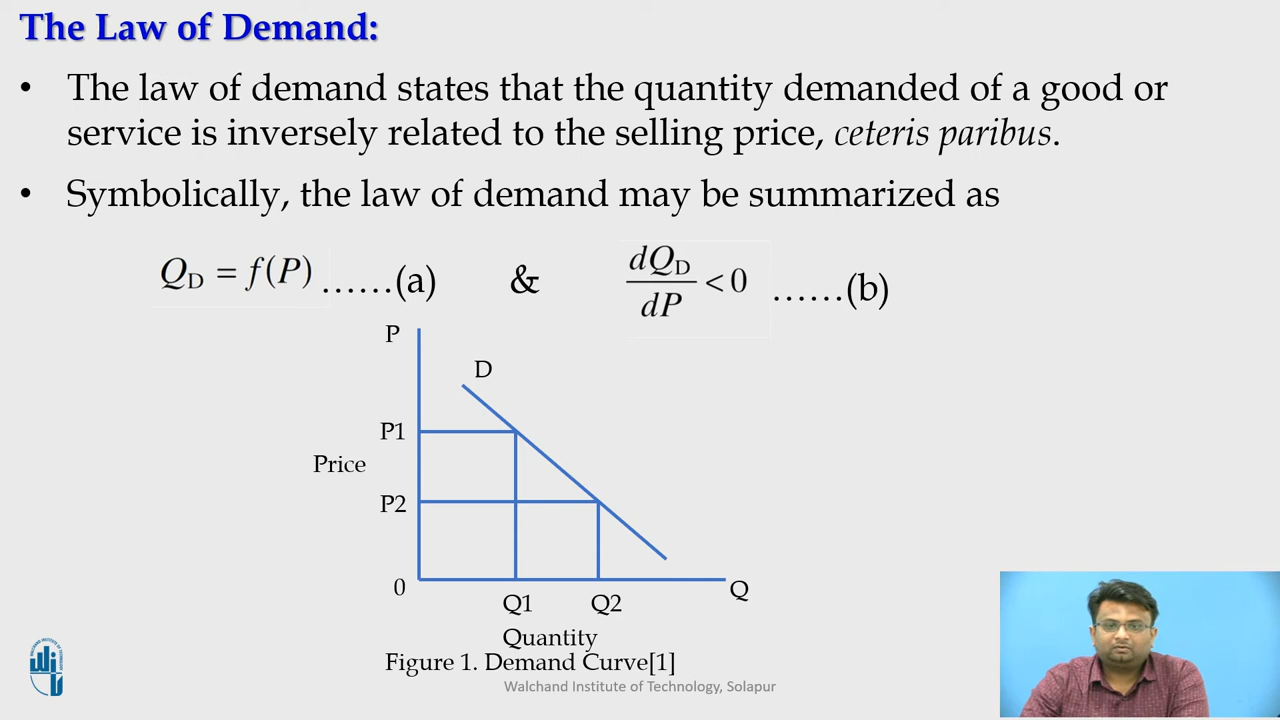 The Law of Demand:
• The law of demand states that the quantity demanded of a good or
service is inversely related to the selling price, ceteris paribus.
• Symbolically, the law of demand may be summarized as
Q_D = f(P) ......(a) & dQ_D/dP < 0 ......(b)
P
D
P1
Price
P2
0
Q1 Q2 Q
Quantity
Figure 1. Demand Curve[1]
Walchand Institute of Technology, Solapur